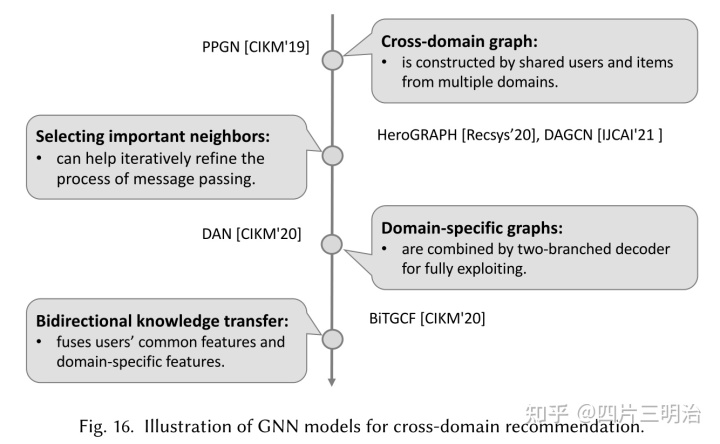 PPGN [CIKM'19]
Cross-domain graph:
• is constructed by shared users and items
from multiple domains.
Selecting important neighbors:
• can help iteratively refine the
process of message passing.
HeroGRAPH [Recsys’20], DAGCN [IJCAI'21 ]
DAN [CIKM'20]
Domain-specific graphs:
• are combined by two-branched decoder
for fully exploiting.
Bidirectional knowledge transfer:
• fuses users’ common features and
domain-specific features.
BiTGCF [CIKM'20]
知乎 @四片三明治
Fig. 16. Illustration of GNN models for cross-domain recommendation.